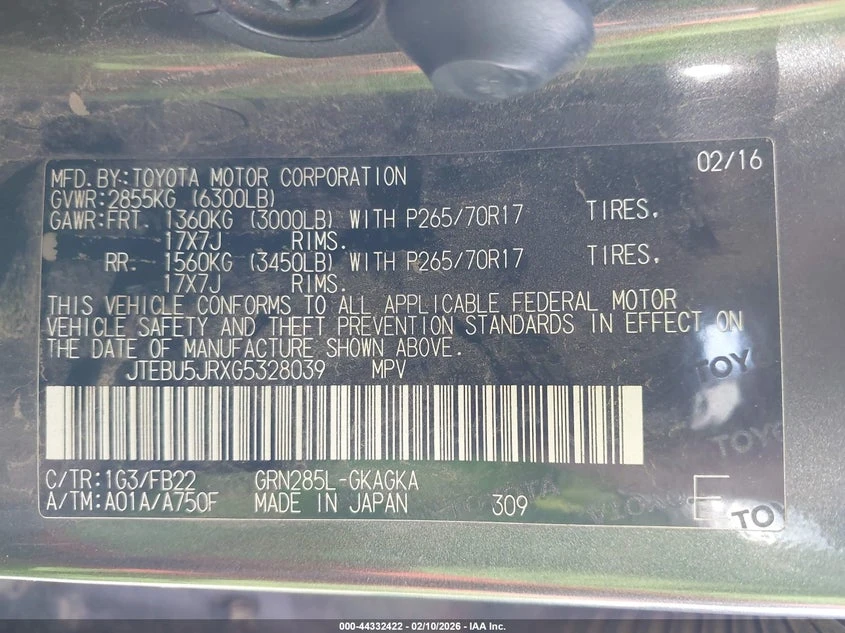 02/16
MFD.BY:TOYOTA MOTOR CORPORATION
GVWR:2855KG (6300LB)
GAWR:FRT. 1360KG (3000LB) WITH P265/70R17 TIRES,
17X7J RIMS.
RR. 1560KG (3450LB) WITH P265/70R17 TIRES,
17X7J RIMS.
THIS VEHICLE CONFORMS TO ALL APPLICABLE FEDERAL MOTOR
VEHICLE SAFETY AND THEFT PREVENTION STANDARDS IN EFFECT ON
THE DATE OF MANUFACTURE SHOWN ABOVE.
JTEBU5JRXG5328039 MPV
TOYO
TOYO
C/TR:1G3/FB22 GRN285L-GKAGKA
A/TM:A01A/A750F MADE IN JAPAN 309 E
TO
000-44332422 - 02/10/2026 - IAA Inc.